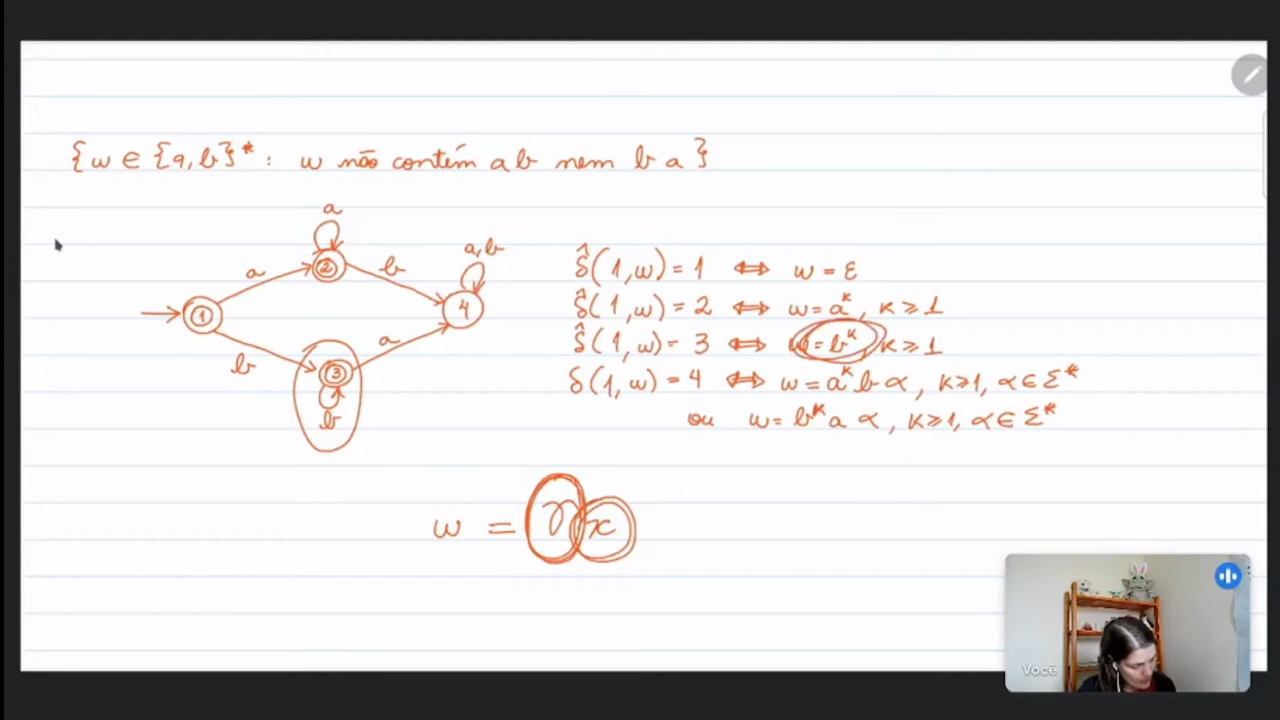 {w ∈ {a,b}* : w não contém ab nem ba}
a
a, b
a
b
2
1
4
b
a
3
b
δ̂(1,w) = 1 ⟺ w = ε
δ̂(1,w) = 2 ⟺ w = a^k, k ≥ 1
δ̂(1,w) = 3 ⟺ w = b^k, k ≥ 1
δ(1,w) = 4 ⟺ w = a^k b α, k ≥ 1, α ∈ Σ*
ou w = b^k a α, k ≥ 1, α ∈ Σ*
w = γx
Você